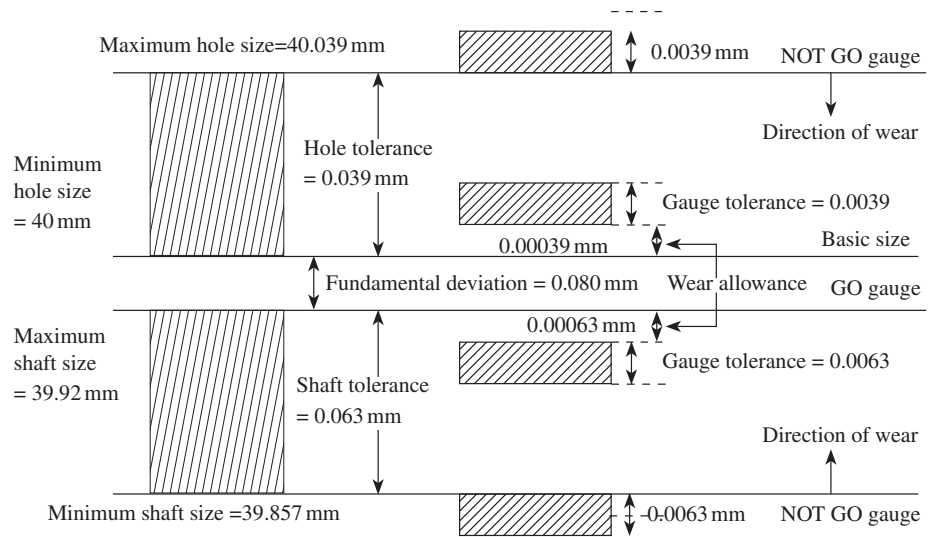 Maximum hole size=40.039 mm
0.0039 mm
NOT GO gauge
Direction of wear
Hole tolerance
= 0.039 mm
Minimum
hole size
= 40 mm
Gauge tolerance = 0.0039
0.00039 mm
Basic size
Fundamental deviation = 0.080 mm
Wear allowance
GO gauge
0.00063 mm
Maximum
shaft size
= 39.92 mm
Gauge tolerance = 0.0063
Shaft tolerance
= 0.063 mm
Direction of wear
Minimum shaft size =39.857 mm
0.0063 mm
NOT GO gauge